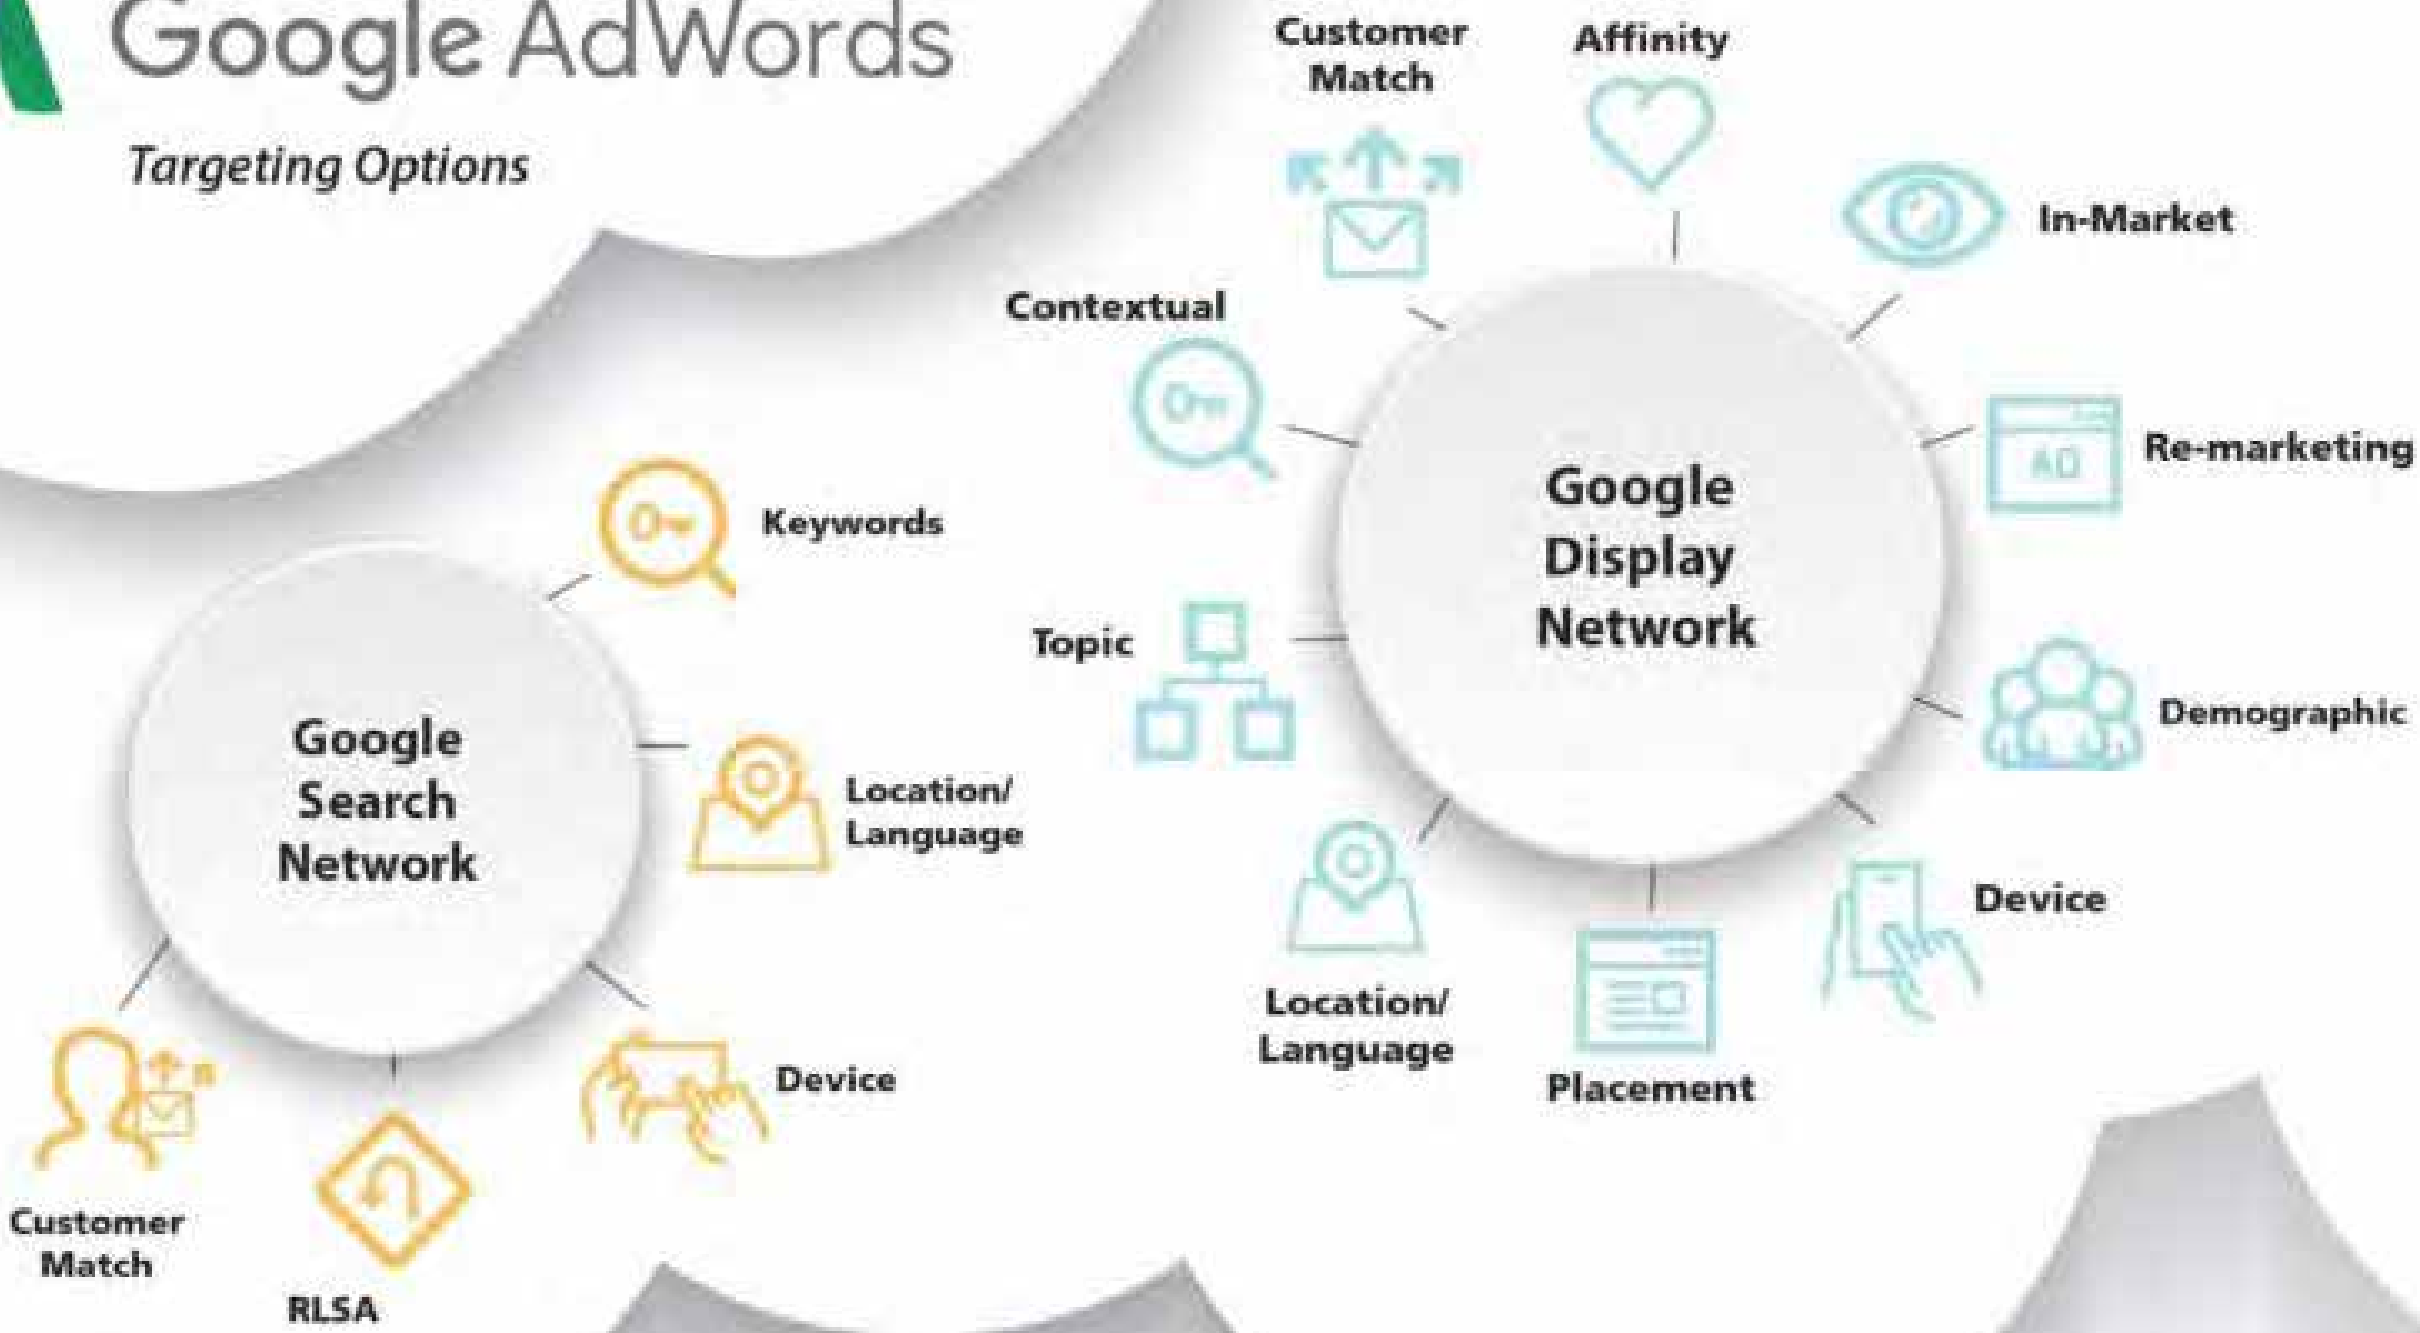 Google AdWords
Targeting Options
Google
Search
Network
Keywords
Location/
Language
Device
RLSA
Customer
Match
Google
Display
Network
Customer
Match
Affinity
In-Market
Re-marketing
AD
Demographic
Device
Placement
Location/
Language
Topic
Contextual